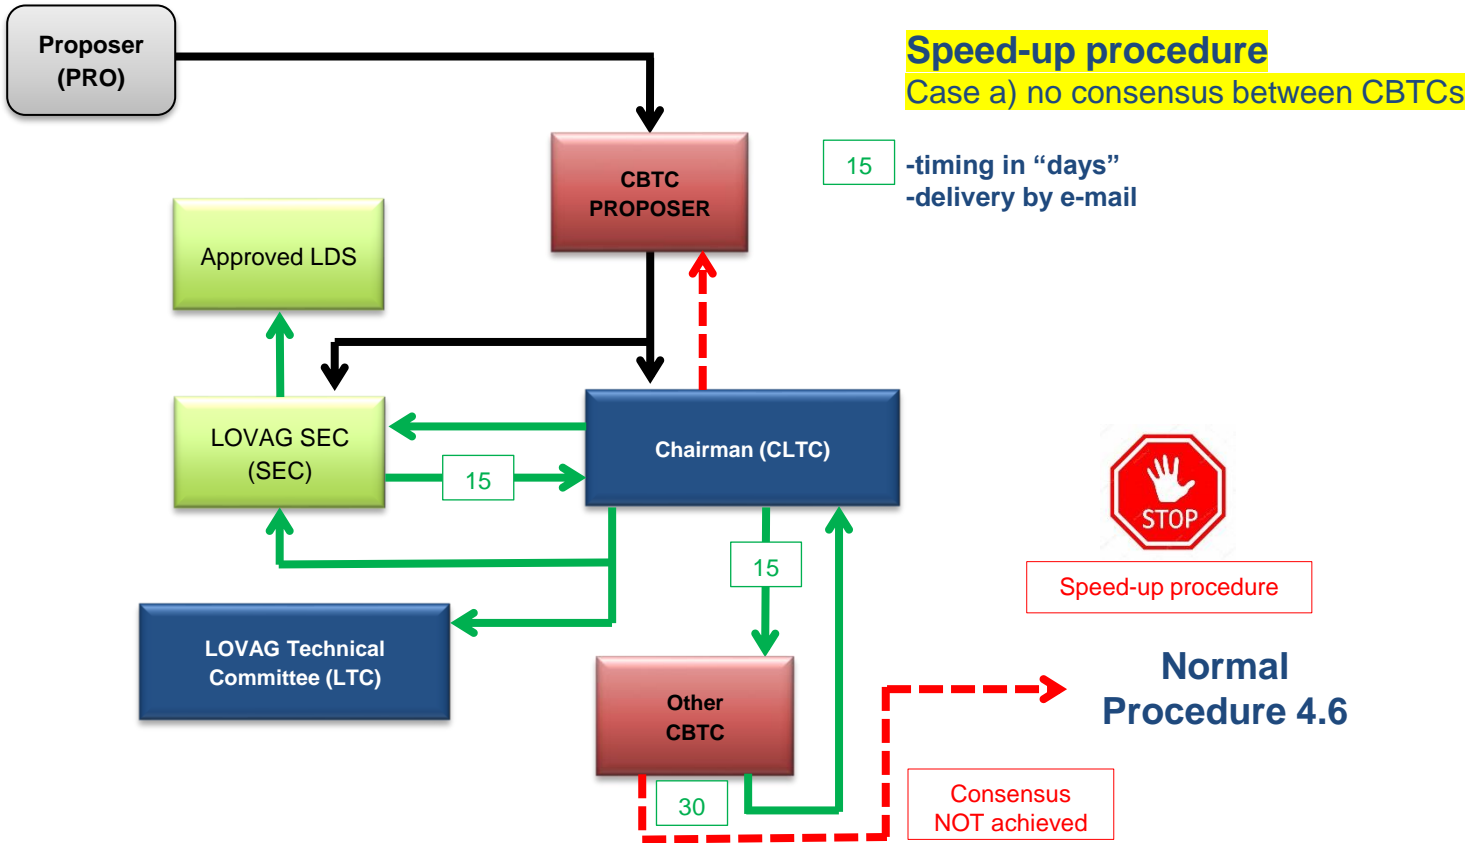 Proposer
(PRO)
Speed-up procedure
Case a) no consensus between CBTCs
15
-timing in “days”
-delivery by e-mail
CBTC
PROPOSER
Approved LDS
LOVAG SEC
(SEC)
15
Chairman (CLTC)
STOP
15
Speed-up procedure
LOVAG Technical
Committee (LTC)
Normal
Procedure 4.6
Other
CBTC
30
Consensus
NOT achieved